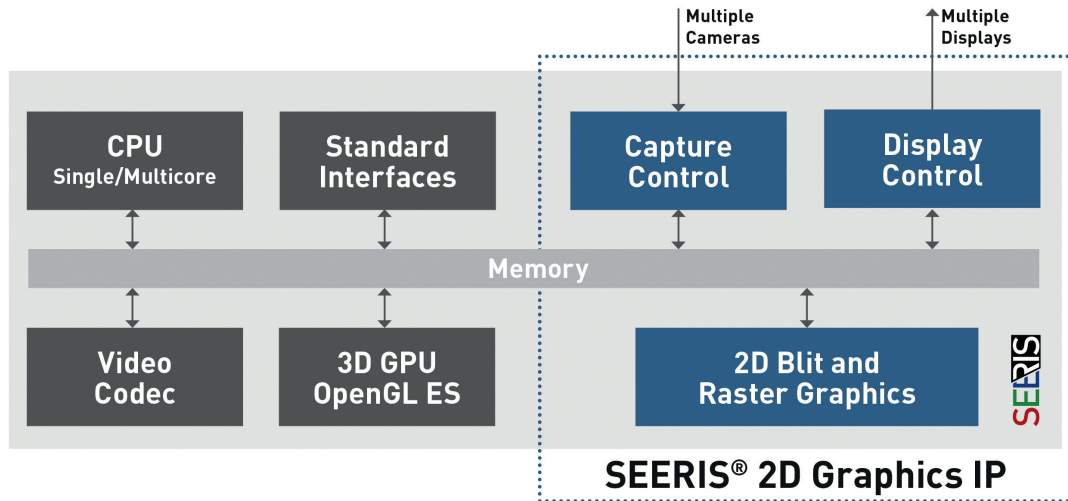 Multiple
Cameras
Multiple
Displays
CPU
Single/Multicore
Standard
Interfaces
Capture
Control
Display
Control
Memory
Video
Codec
3D GPU
OpenGL ES
2D Blit and
Raster Graphics
SEERIS
SEERIS® 2D Graphics IP